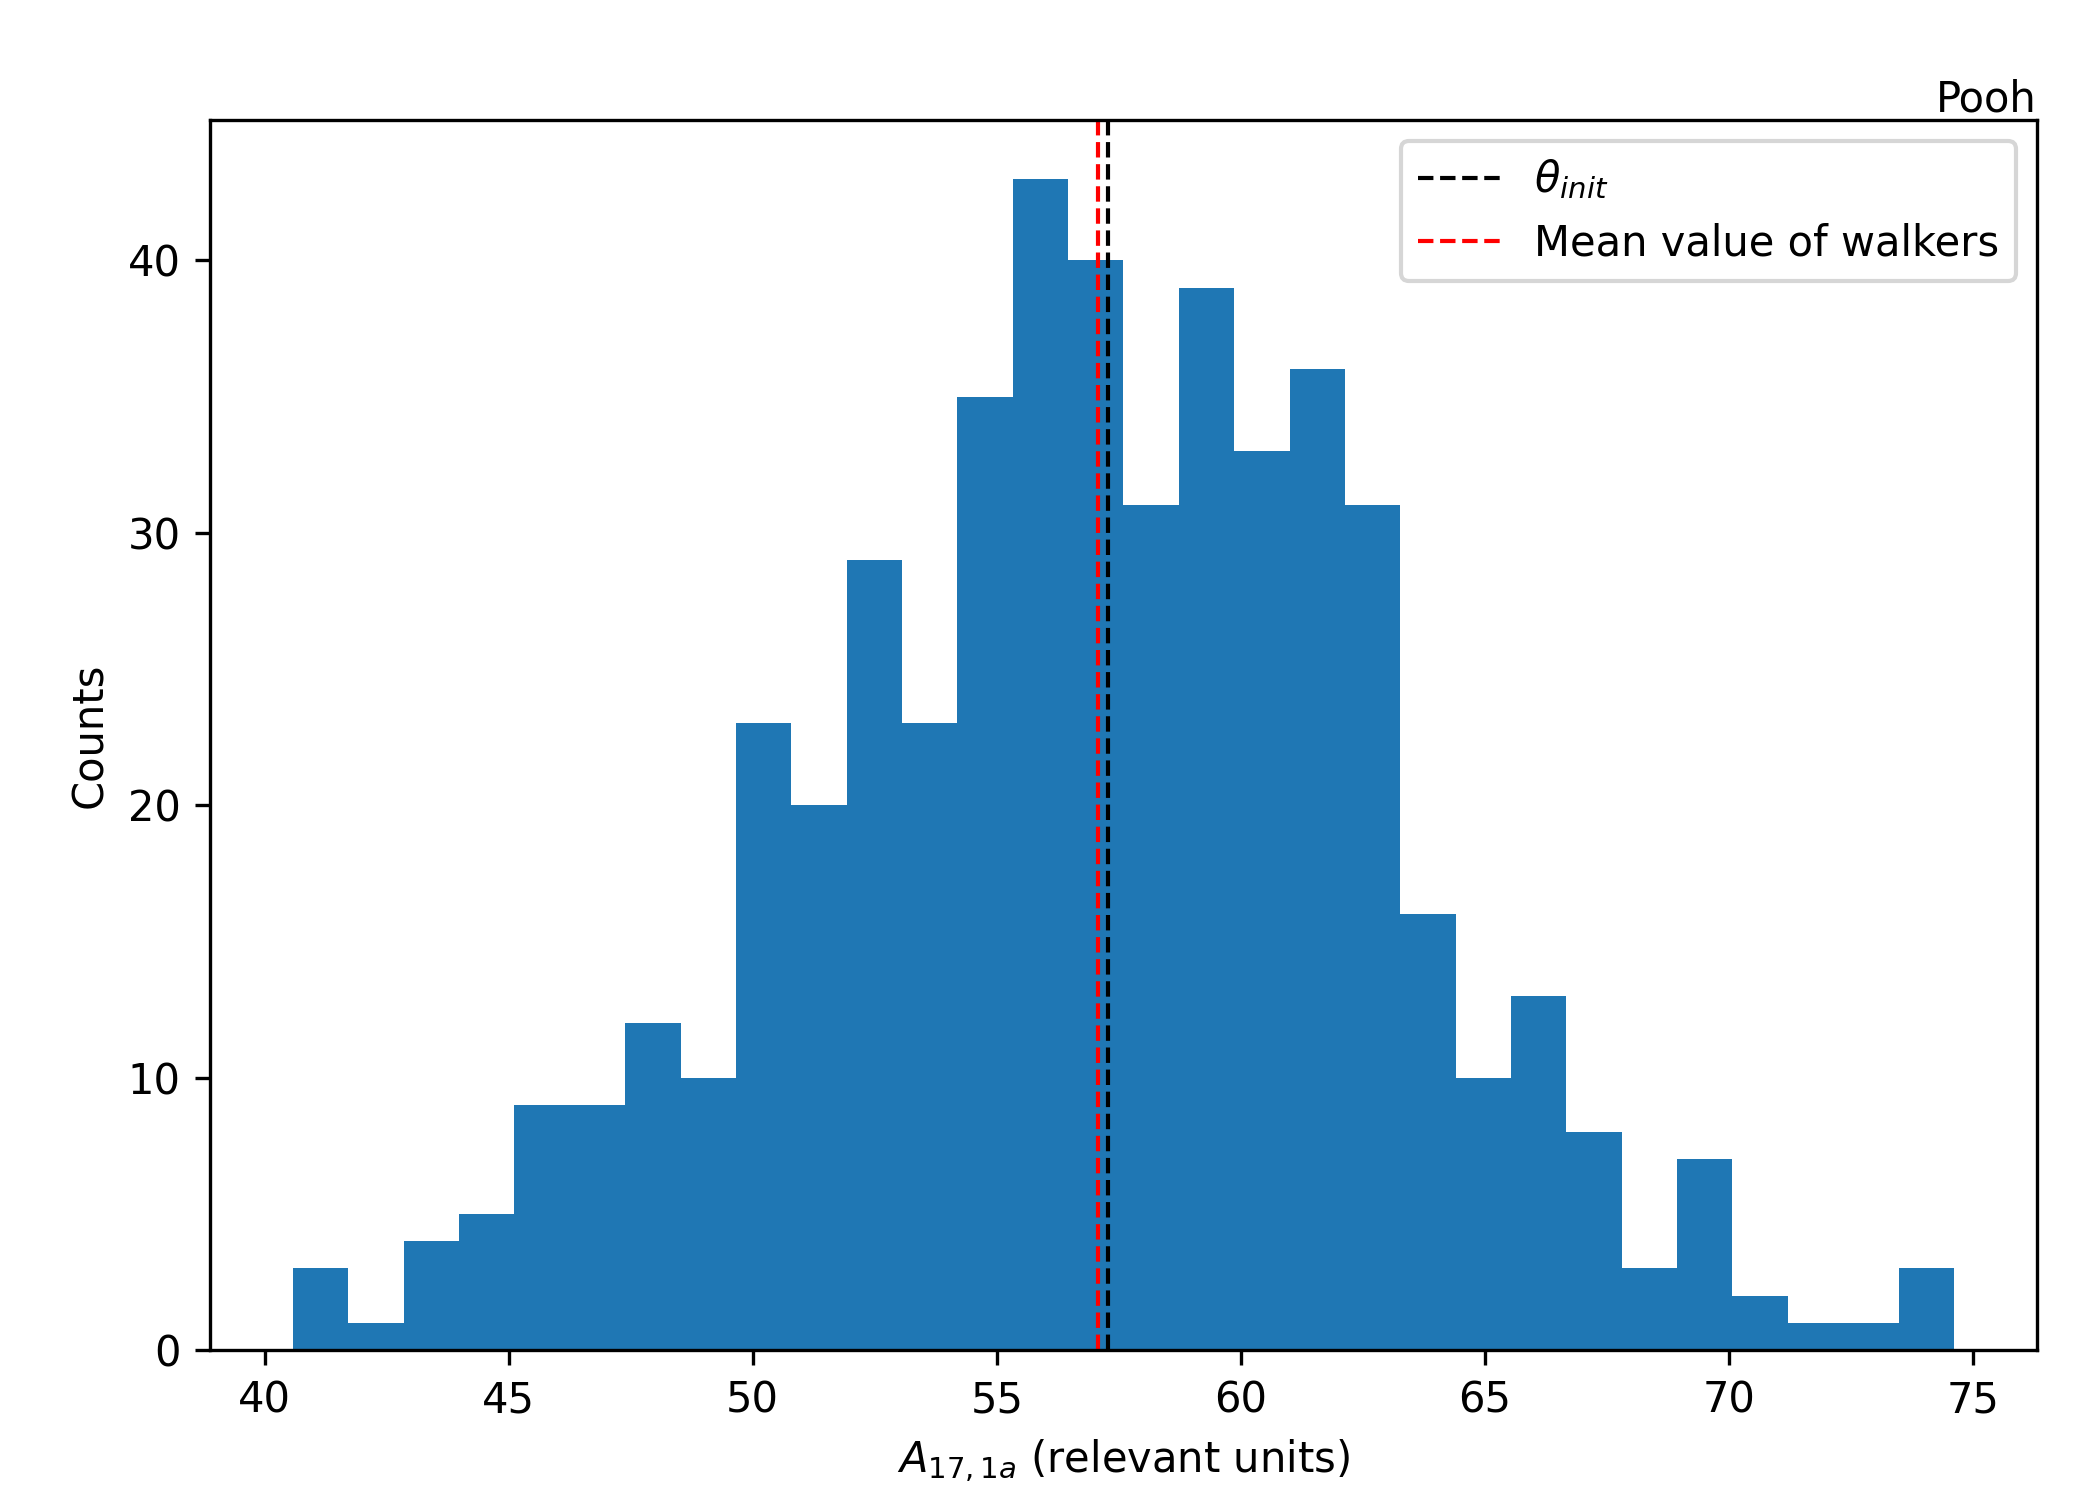 Pooh
θinit
Mean value of walkers
40
30
20
10
0
Counts
40 45 50 55 60 65 70 75
A17,1a (relevant units)